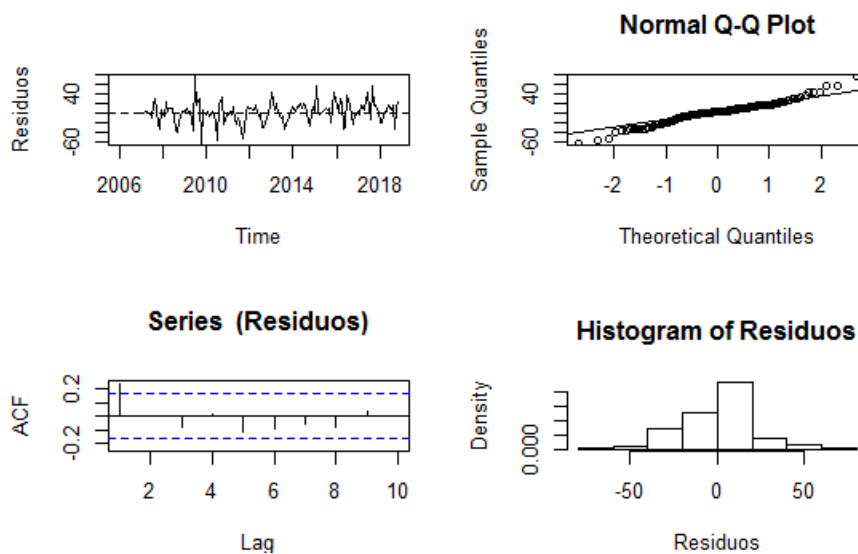 Residuos
40
-60
2006 2010 2014 2018
Time
Normal Q-Q Plot
Sample Quantiles
40
-60
-2 -1 0 1 2
Theoretical Quantiles
Series (Residuos)
ACF
0.2
-0.2
2 4 6 8 10
Lag
Histogram of Residuos
Density
0.000
-50 0 50
Residuos